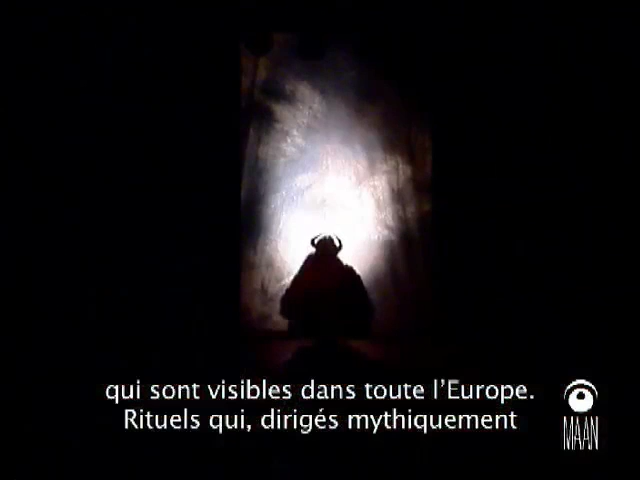 qui sont visibles dans toute l'Europe.
Rituels qui, dirigés mythiquement
MAAN